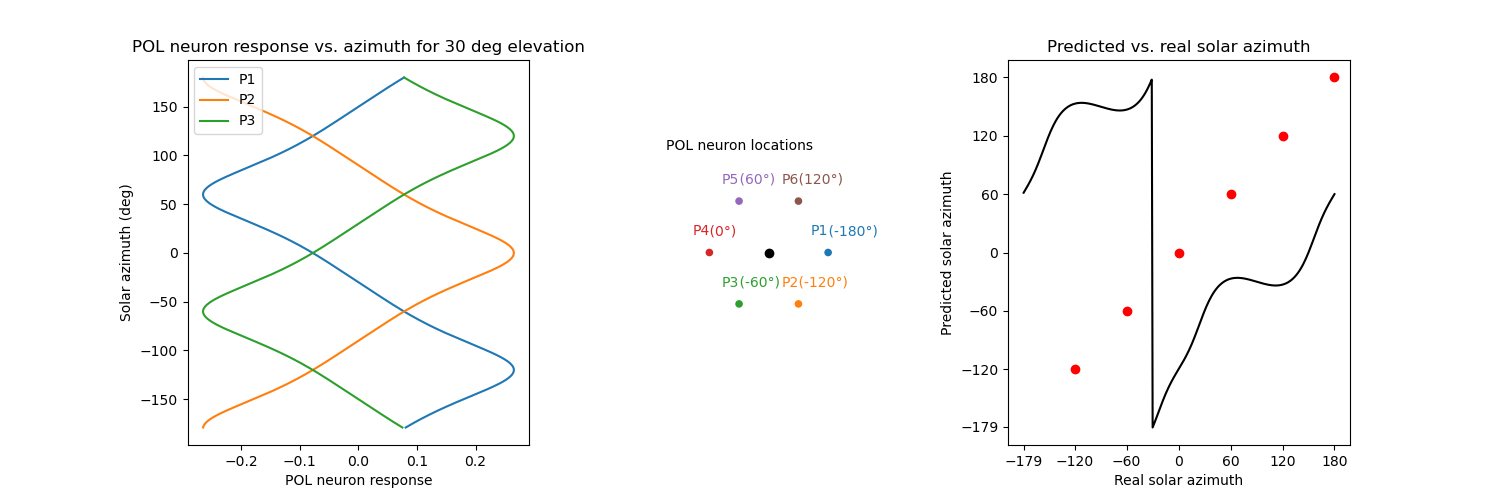 POL neuron response vs. azimuth for 30 deg elevation
P1
P2
P3
150
100
50
0
−50
−100
−150
Solar azimuth (deg)
−0.2 −0.1 0.0 0.1 0.2
POL neuron response
POL neuron locations
P5(60°) P6(120°)
P4(0°) P1(-180°)
P3(-60°) P2(-120°)
Predicted vs. real solar azimuth
180
120
60
0
−60
−120
−179
Predicted solar azimuth
−179 −120 −60 0 60 120 180
Real solar azimuth